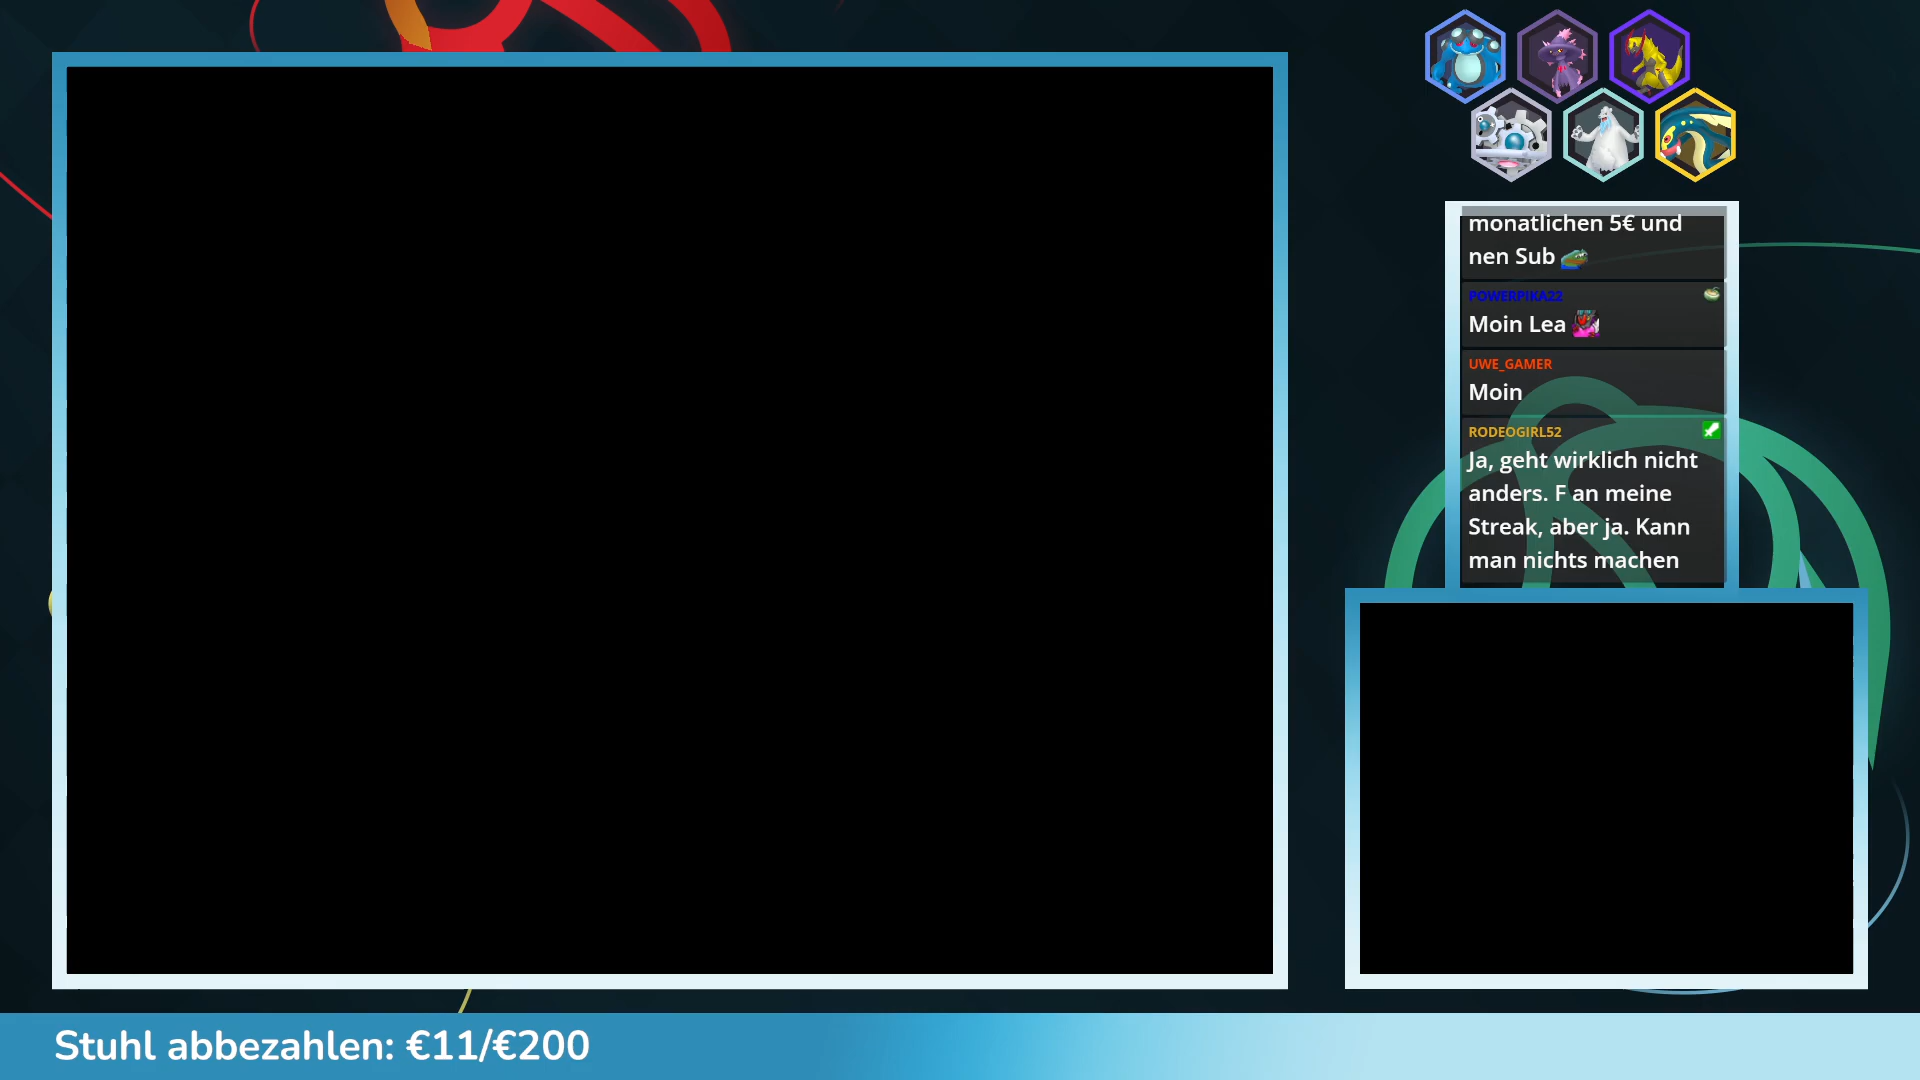 monatlichen 5€ und
nen Sub
POWERPIKA22
Moin Lea
UWE_GAMER
Moin
RODEOGIRL52
Ja, geht wirklich nicht
anders. F an meine
Streak, aber ja. Kann
man nichts machen
Stuhl abbezahlen: €11/€200